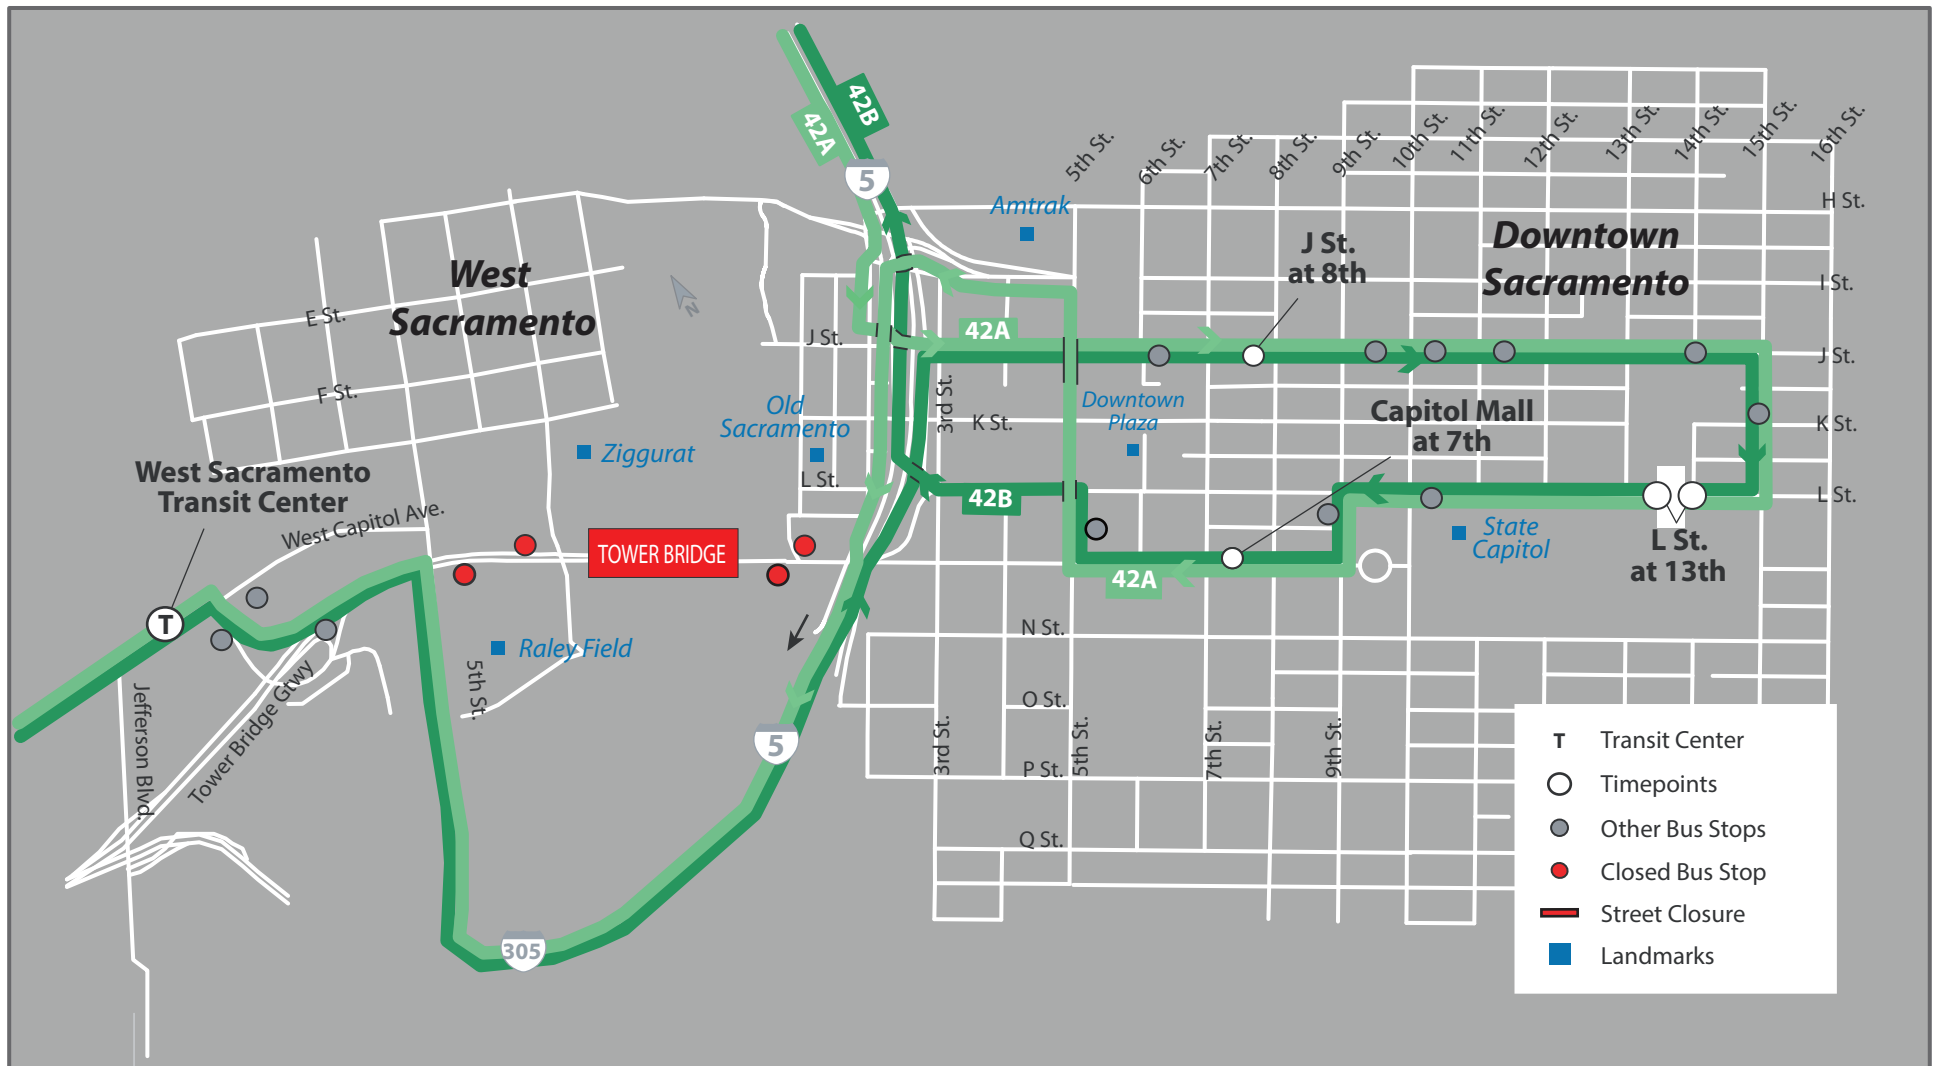 42B
42A
5
5th St.
6th St.
7th St.
8th St.
9th St.
10th St.
11th St.
12th St.
13th St.
14th St.
15th St.
16th St.
Amtrak
H St.
West
Sacramento
J St.
at 8th
Downtown
Sacramento
N
I St.
E St.
J St.
42A
J St.
F St.
Old
Sacramento
3rd St.
K St.
Downtown
Plaza
Capitol Mall
at 7th
K St.
Ziggurat
West Sacramento
Transit Center
L St.
42B
L St.
West Capitol Ave.
TOWER BRIDGE
State
Capitol
L St.
at 13th
42A
T
N St.
Raley Field
5th St.
Jefferson Blvd.
Tower Bridge Gtwy
O St.
5
3rd St.
5th St.
7th St.
9th St.
P St.
Q St.
305
T Transit Center
Timepoints
Other Bus Stops
Closed Bus Stop
Street Closure
Landmarks